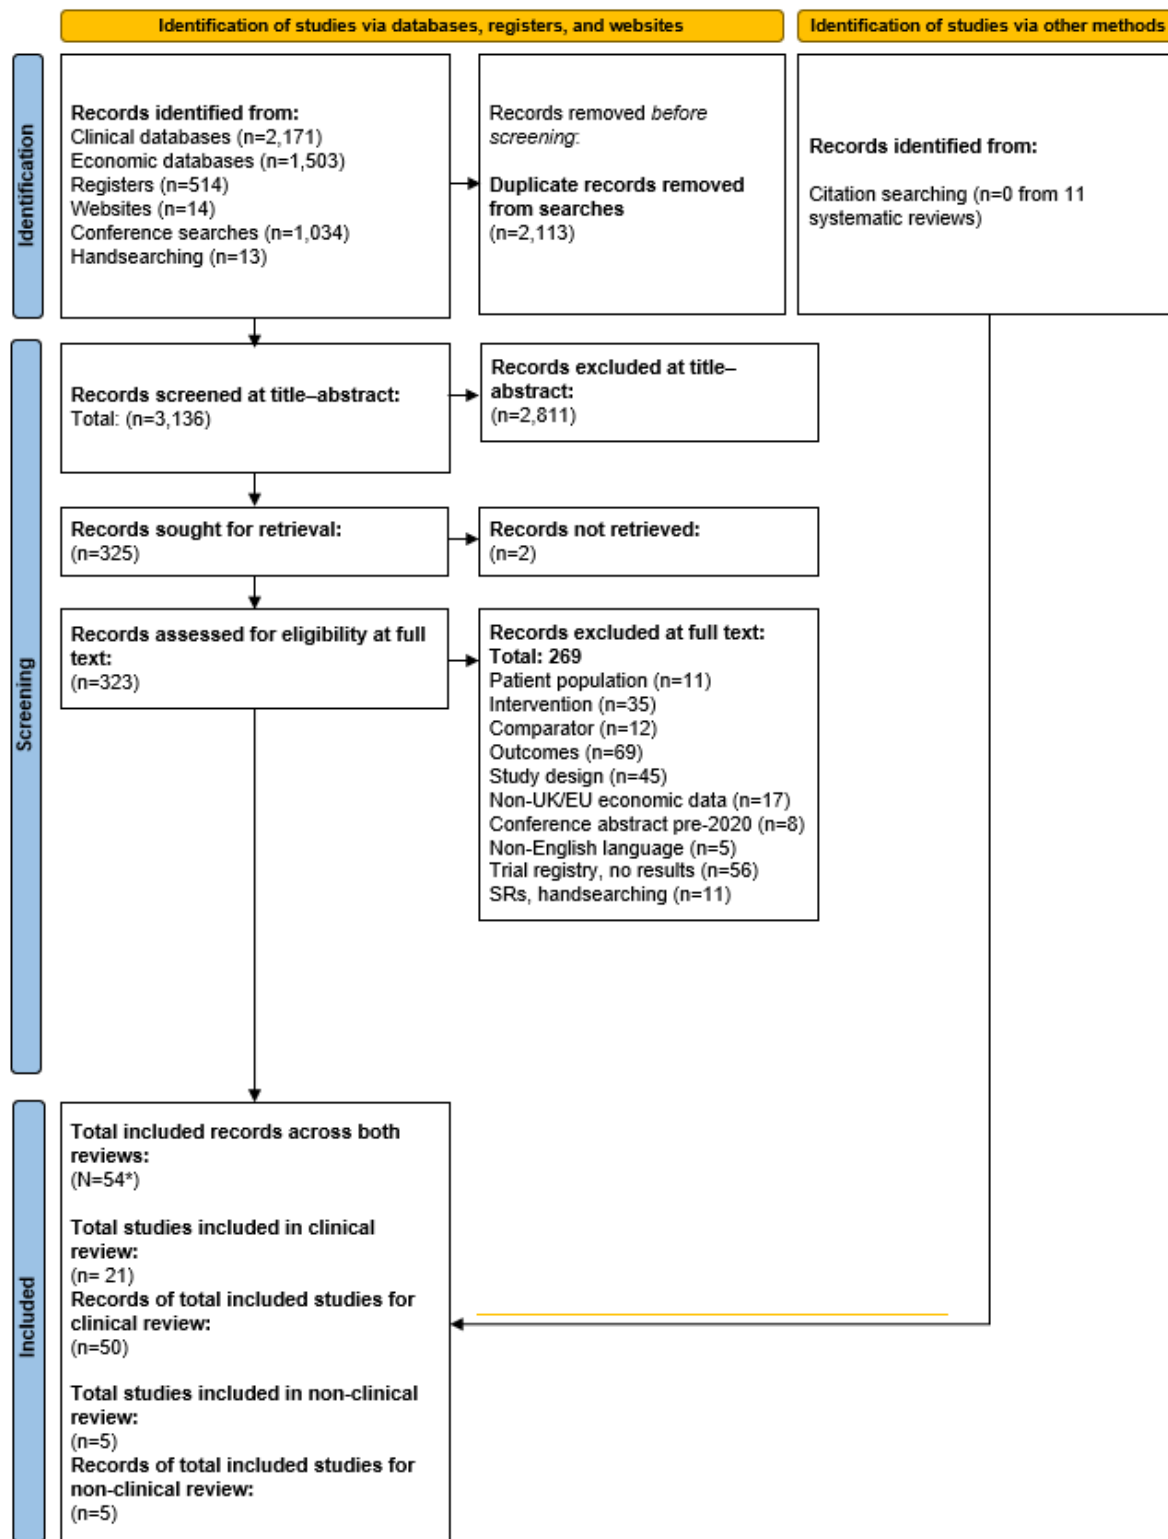 Identification of studies via databases, registers, and websites
Identification of studies via other methods
Identification
Records identified from:
Clinical databases (n=2,171)
Economic databases (n=1,503)
Registers (n=514)
Websites (n=14)
Conference searches (n=1,034)
Handsearching (n=13)
Records removed before
screening:
Duplicate records removed
from searches
(n=2,113)
Records identified from:
Citation searching (n=0 from 11
systematic reviews)
Screening
Records screened at title–abstract:
Total: (n=3,136)
Records excluded at title–
abstract:
(n=2,811)
Records sought for retrieval:
(n=325)
Records not retrieved:
(n=2)
Records assessed for eligibility at full
text:
(n=323)
Records excluded at full text:
Total: 269
Patient population (n=11)
Intervention (n=35)
Comparator (n=12)
Outcomes (n=69)
Study design (n=45)
Non-UK/EU economic data (n=17)
Conference abstract pre-2020 (n=8)
Non-English language (n=5)
Trial registry, no results (n=56)
SRs, handsearching (n=11)
Included
Total included records across both
reviews:
(N=54*)
Total studies included in clinical
review:
(n= 21)
Records of total included studies for
clinical review:
(n=50)
Total studies included in non-clinical
review:
(n=5)
Records of total included studies for
non-clinical review:
(n=5)